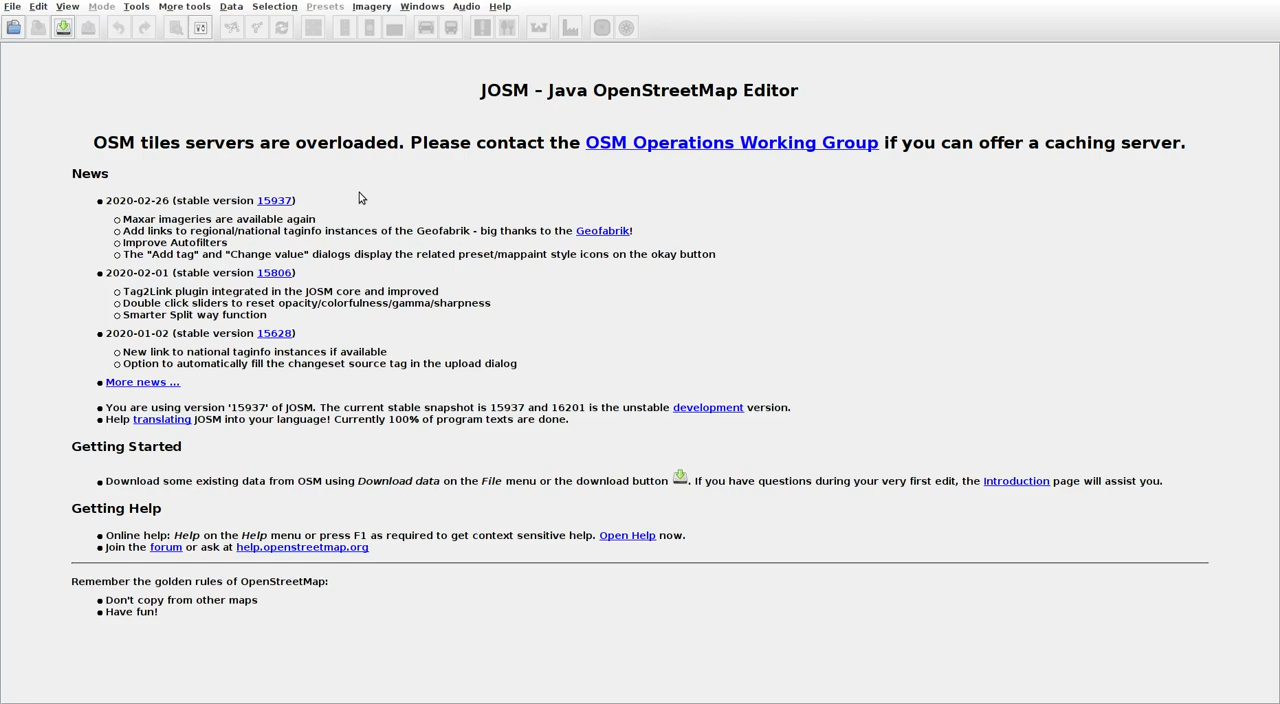 File Edit View Mode Tools More tools Data Selection Presets Imagery Windows Audio Help
JOSM – Java OpenStreetMap Editor
OSM tiles servers are overloaded. Please contact the OSM Operations Working Group if you can offer a caching server.
News
2020-02-26 (stable version 15937)
Maxar imageries are available again
Add links to regional/national taginfo instances of the Geofabrik - big thanks to the Geofabrik!
Improve Autofilters
The "Add tag" and "Change value" dialogs display the related preset/mappaint style icons on the okay button
2020-02-01 (stable version 15806)
Tag2Link plugin integrated in the JOSM core and improved
Double click sliders to reset opacity/colorfulness/gamma/sharpness
Smarter Split way function
2020-01-02 (stable version 15628)
New link to national taginfo instances if available
Option to automatically fill the changeset source tag in the upload dialog
More news ...
You are using version '15937' of JOSM. The current stable snapshot is 15937 and 16201 is the unstable development version.
Help translating JOSM into your language! Currently 100% of program texts are done.
Getting Started
Download some existing data from OSM using Download data on the File menu or the download button . If you have questions during your very first edit, the Introduction page will assist you.
Getting Help
Online help: Help on the Help menu or press F1 as required to get context sensitive help. Open Help now.
Join the forum or ask at help.openstreetmap.org
Remember the golden rules of OpenStreetMap:
Don't copy from other maps
Have fun!